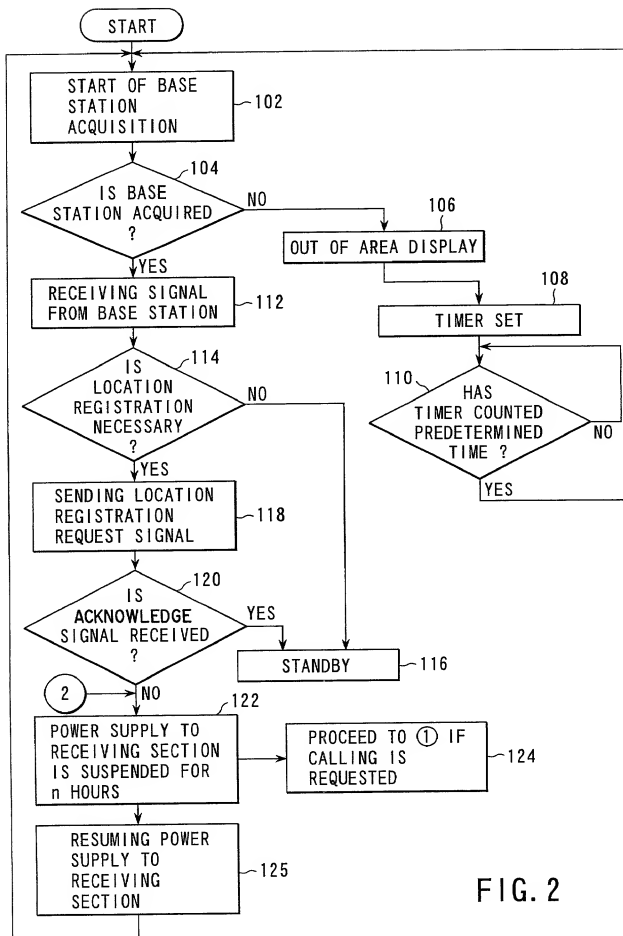 START
START OF BASE
STATION
ACQUISITION
102
104
IS BASE
STATION ACQUIRED
?
NO
YES
106
OUT OF AREA DISPLAY
RECEIVING SIGNAL
FROM BASE STATION
112
108
TIMER SET
114
IS
LOCATION
REGISTRATION
NECESSARY
?
NO
YES
110
HAS
TIMER COUNTED
PREDETERMINED
TIME ?
NO
YES
SENDING LOCATION
REGISTRATION
REQUEST SIGNAL
118
120
IS
ACKNOWLEDGE
SIGNAL RECEIVED
?
YES
STANDBY
116
2
NO
122
POWER SUPPLY TO
RECEIVING SECTION
IS SUSPENDED FOR
n HOURS
PROCEED TO ① IF
CALLING IS
REQUESTED
124
RESUMING POWER
SUPPLY TO
RECEIVING
SECTION
125
FIG. 2